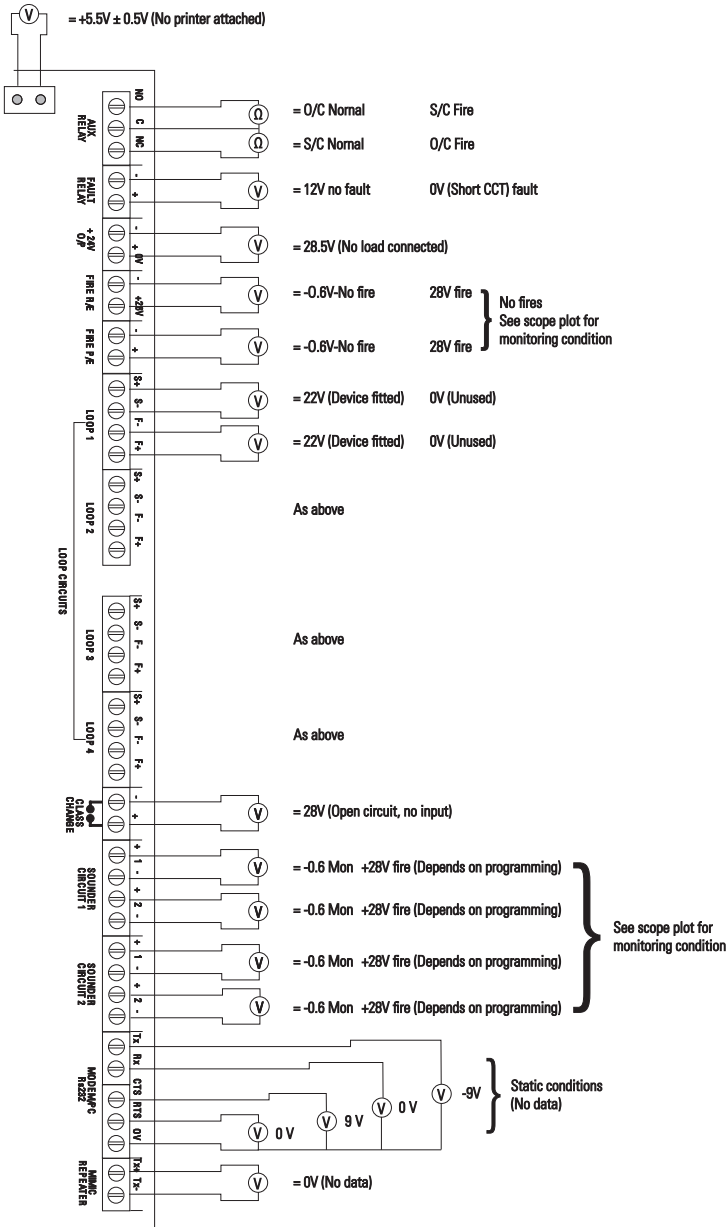 V = +5.5V ± 0.5V (No printer attached)
AUX RELAY
NO
C
NC
Ω = O/C Normal S/C Fire
Ω = S/C Normal O/C Fire
FAULT RELAY
-
+
V = 12V no fault 0V (Short CCT) fault
+ 24V O/P
-
+
0V
V = 28.5V (No load connected)
FIRE R/E
-
+28V
V = -0.6V-No fire 28V fire
FIRE P/E
-
+
V = -0.6V-No fire 28V fire
No fires
See scope plot for
monitoring condition
LOOP CIRCUITS
LOOP 1
S+
S-
F-
F+
V = 22V (Device fitted) 0V (Unused)
V = 22V (Device fitted) 0V (Unused)
LOOP 2
S+
S-
F-
F+
As above
LOOP 3
S+
S-
F-
F+
As above
LOOP 4
S+
S-
F-
F+
As above
CLASS CHANGE
-
+
V = 28V (Open circuit, no input)
SOUNDER CIRCUIT 1
+
1
-
+
2
-
V = -0.6 Mon +28V fire (Depends on programming)
V = -0.6 Mon +28V fire (Depends on programming)
SOUNDER CIRCUIT 2
+
1
-
+
2
-
V = -0.6 Mon +28V fire (Depends on programming)
V = -0.6 Mon +28V fire (Depends on programming)
See scope plot for
monitoring condition
MODEM/PC Rs232
Tx
Rx
CTS
RTS
0V
V 0 V
V 9 V
V 0 V
V -9V
Static conditions
(No data)
MIMIC REPEATER
Tx+
Tx-
V = 0V (No data)